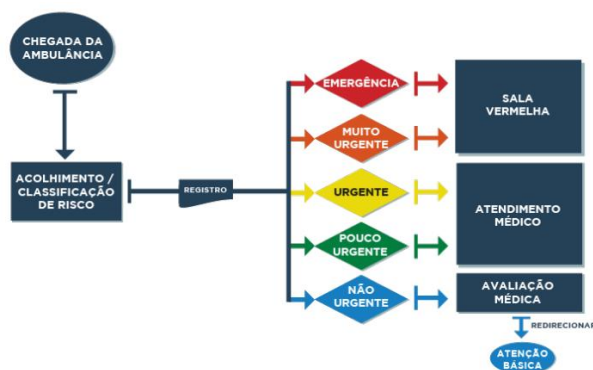 CHEGADA DA
AMBULÂNCIA
ACOLHIMENTO /
CLASSIFICAÇÃO
DE RISCO
REGISTRO
EMERGÊNCIA
MUITO
URGENTE
URGENTE
POUCO
URGENTE
NÃO
URGENTE
SALA
VERMELHA
ATENDIMENTO
MÉDICO
AVALIAÇÃO
MÉDICA
REDIRECIONAR
ATENÇÃO
BÁSICA